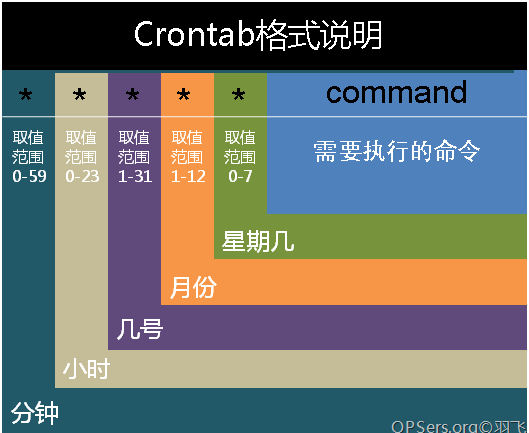 Crontab格式说明
* * * * * command
取值 取值 取值 取值 取值
范围 范围 范围 范围 范围
0-59 0-23 1-31 1-12 0-7
需要执行的命令
星期几
月份
几号
小时
分钟
OPSers.org©羽飞